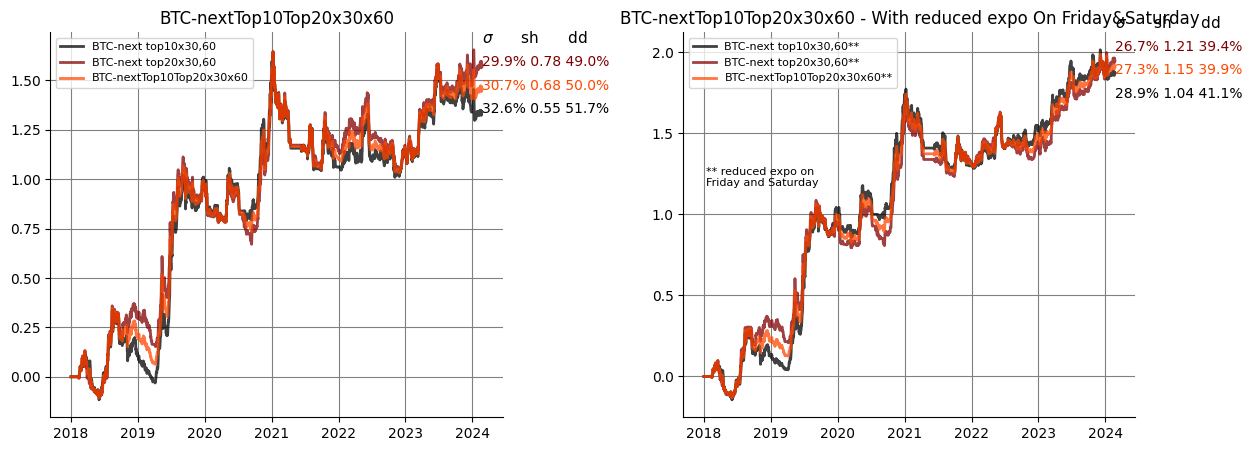 BTC-nextTop10Top20x30x60
σ sh dd
BTC-next top10x30,60
BTC-next top20x30,60
BTC-nextTop10Top20x30x60
29.9% 0.78 49.0%
30.7% 0.68 50.0%
32.6% 0.55 51.7%
1.50
1.25
1.00
0.75
0.50
0.25
0.00
2018 2019 2020 2021 2022 2023 2024
BTC-nextTop10Top20x30x60 - With reduced expo On Friday&Saturday
σ sh dd
BTC-next top10x30,60**
BTC-next top20x30,60**
BTC-nextTop10Top20x30x60**
26.7% 1.21 39.4%
27.3% 1.15 39.9%
28.9% 1.04 41.1%
** reduced expo on
Friday and Saturday
2.0
1.5
1.0
0.5
0.0
2018 2019 2020 2021 2022 2023 2024